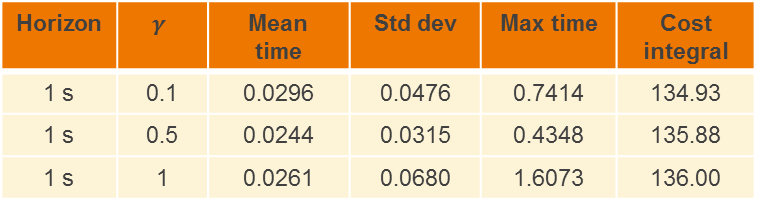 Horizon γ Mean time Std dev Max time Cost integral
1 s 0.1 0.0296 0.0476 0.7414 134.93
1 s 0.5 0.0244 0.0315 0.4348 135.88
1 s 1 0.0261 0.0680 1.6073 136.00